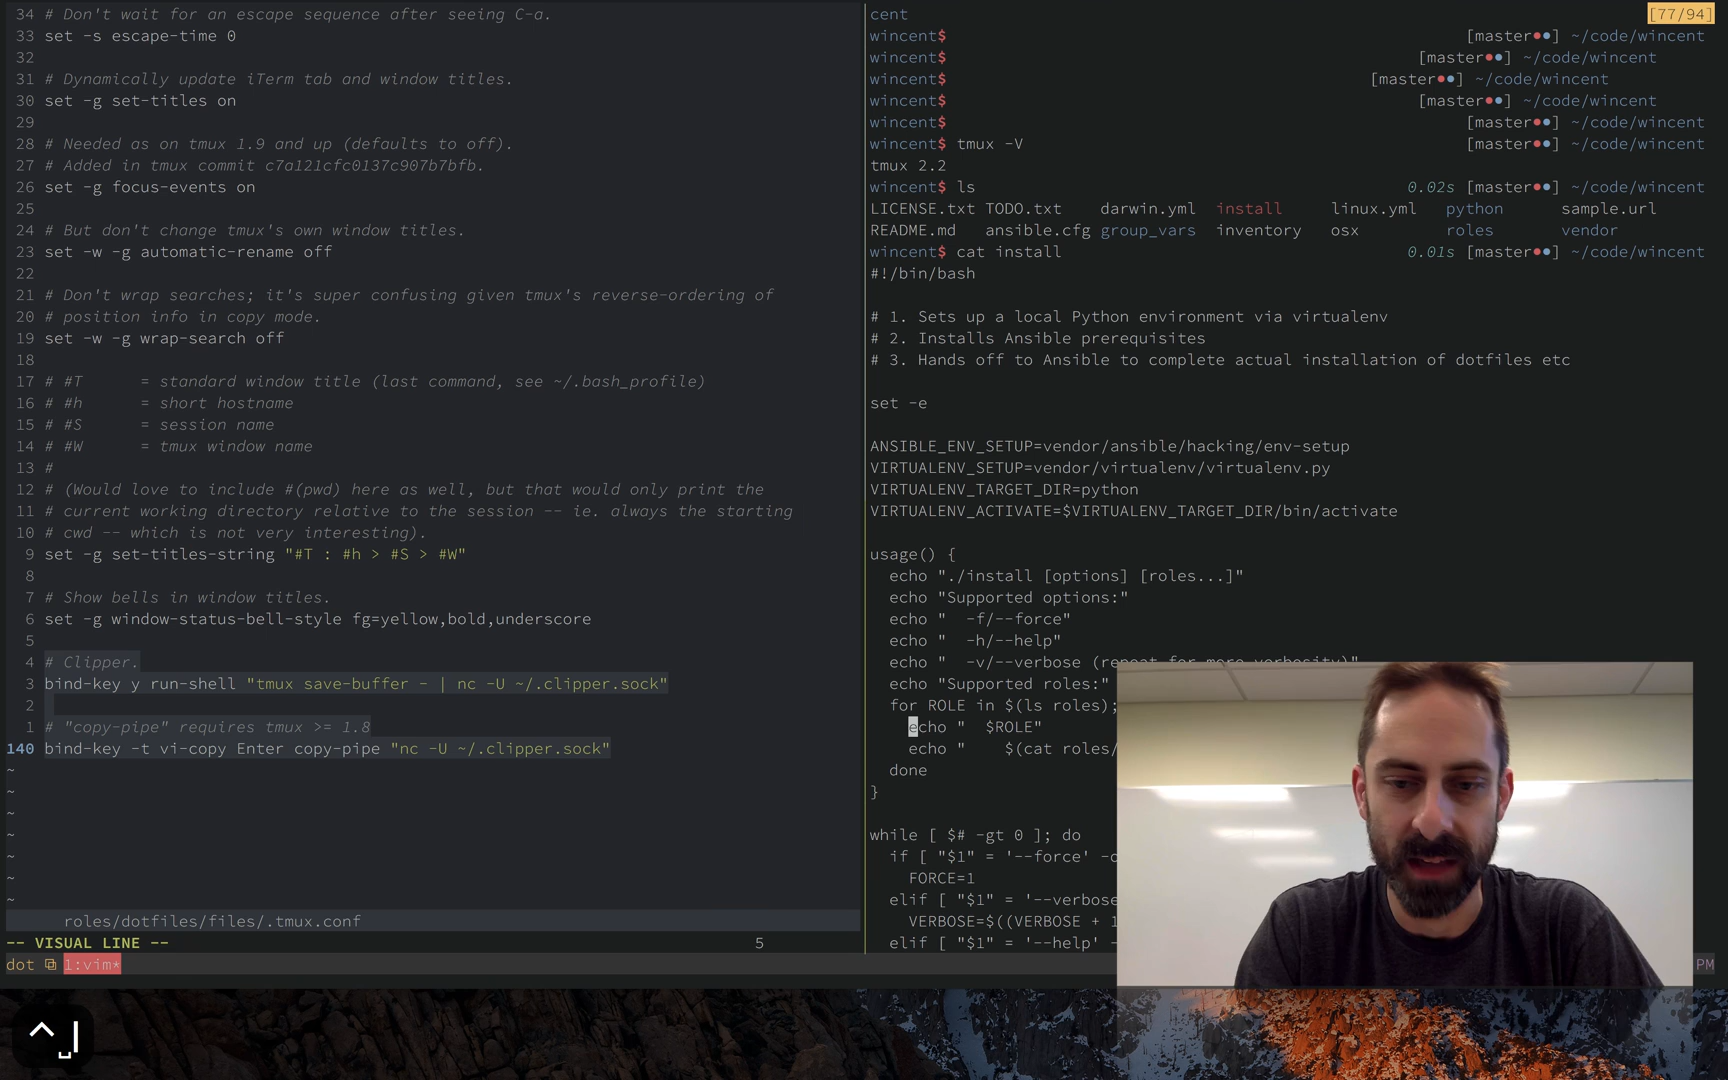 34 # Don't wait for an escape sequence after seeing C-a.
33 set -s escape-time 0
32
31 # Dynamically update iTerm tab and window titles.
30 set -g set-titles on
29
28 # Needed as on tmux 1.9 and up (defaults to off).
27 # Added in tmux commit c7a121cfc0137c907b7bfb.
26 set -g focus-events on
25
24 # But don't change tmux's own window titles.
23 set -w -g automatic-rename off
22
21 # Don't wrap searches; it's super confusing given tmux's reverse-ordering of
20 # position info in copy mode.
19 set -w -g wrap-search off
18
17 # #T      = standard window title (last command, see ~/.bash_profile)
16 # #h      = short hostname
15 # #S      = session name
14 # #W      = tmux window name
13 #
12 # (Would love to include #(pwd) here as well, but that would only print the
11 # current working directory relative to the session -- ie. always the starting
10 # cwd -- which is not very interesting).
9 set -g set-titles-string "#T : #h > #S > #W"
8
7 # Show bells in window titles.
6 set -g window-status-bell-style fg=yellow,bold,underscore
5
4 # Clipper.
3 bind-key y run-shell "tmux save-buffer - | nc -U ~/.clipper.sock"
2
1 # "copy-pipe" requires tmux >= 1.8
140 bind-key -t vi-copy Enter copy-pipe "nc -U ~/.clipper.sock"
~
~
~
~
~
~
~
roles/dotfiles/files/.tmux.conf
-- VISUAL LINE -- 5
dot 1:vim*
cent [77/94]
wincent$ [master●●] ~/code/wincent
wincent$ [master●●] ~/code/wincent
wincent$ [master●●] ~/code/wincent
wincent$ [master●●] ~/code/wincent
wincent$ [master●●] ~/code/wincent
wincent$ tmux -V [master●●] ~/code/wincent
tmux 2.2
wincent$ ls 0.02s [master●●] ~/code/wincent
LICENSE.txt TODO.txt darwin.yml install linux.yml python sample.url
README.md ansible.cfg group_vars inventory osx roles vendor
wincent$ cat install 0.01s [master●●] ~/code/wincent
#!/bin/bash
# 1. Sets up a local Python environment via virtualenv
# 2. Installs Ansible prerequisites
# 3. Hands off to Ansible to complete actual installation of dotfiles etc
set -e
ANSIBLE_ENV_SETUP=vendor/ansible/hacking/env-setup
VIRTUALENV_SETUP=vendor/virtualenv/virtualenv.py
VIRTUALENV_TARGET_DIR=python
VIRTUALENV_ACTIVATE=$VIRTUALENV_TARGET_DIR/bin/activate
usage() {
echo "./install [options] [roles...]"
echo "Supported options:"
echo "  -f/--force"
echo "  -h/--help"
echo "  -v/--verbose (repeat for more verbosity)"
echo "Supported roles:"
for ROLE in $(ls roles);
echo "  $ROLE"
echo "    $(cat roles/
done
}
while [ $# -gt 0 ]; do
if [ "$1" = '--force' -o
FORCE=1
elif [ "$1" = '--verbose
VERBOSE=$((VERBOSE + 1
elif [ "$1" = '--help' -
PM